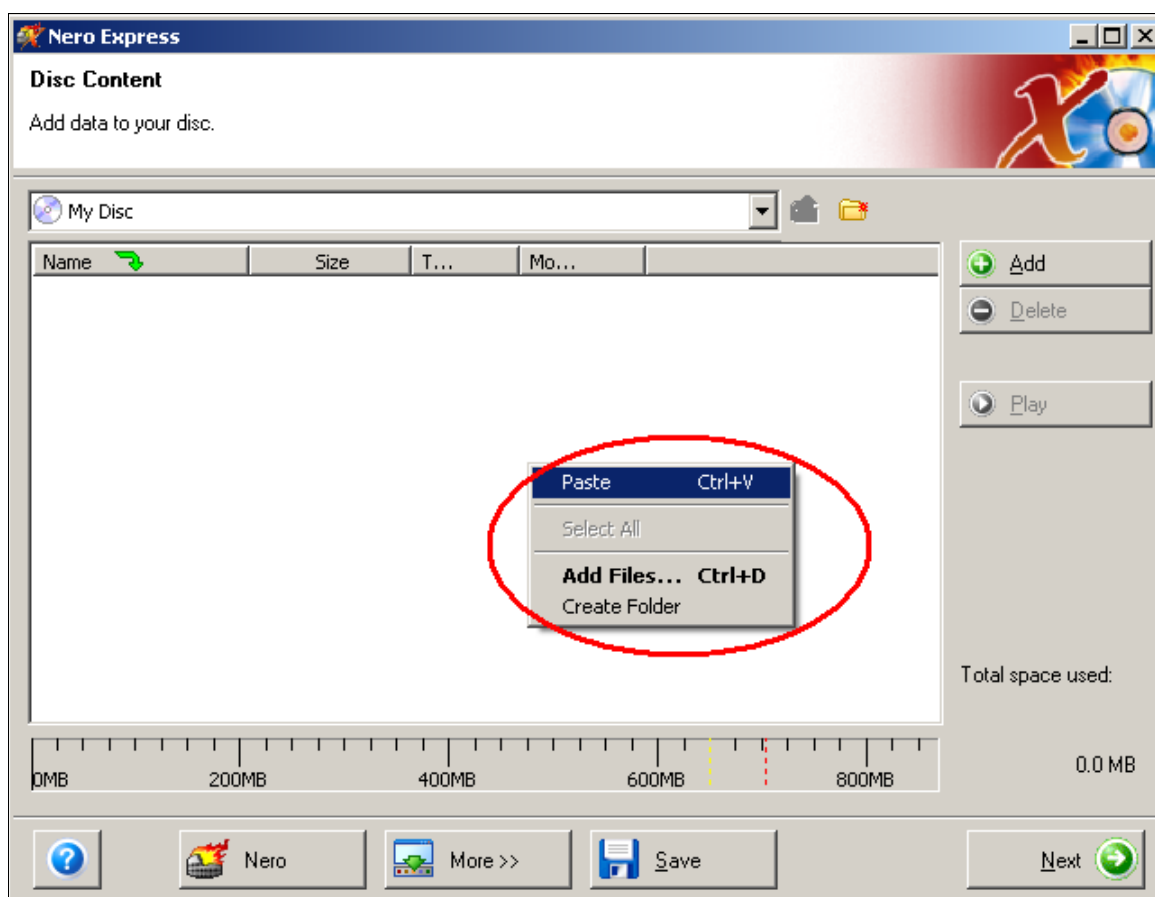 Nero Express
Disc Content
Add data to your disc.
My Disc
Name Size T... Mo...
Add
Delete
Play
Paste Ctrl+V
Select All
Add Files... Ctrl+D
Create Folder
Total space used:
0MB 200MB 400MB 600MB 800MB
0.0 MB
Nero More >> Save Next